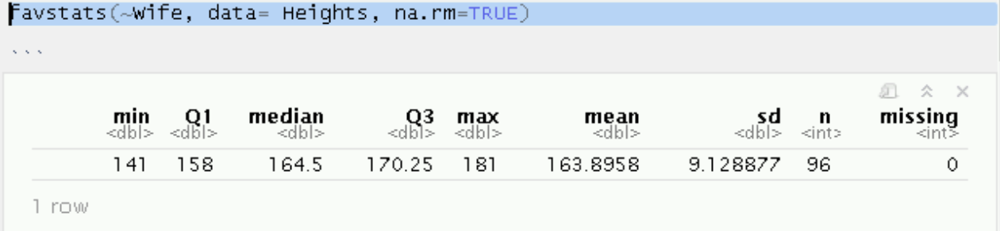 favstats(~Wife, data= Heights, na.rm=TRUE)
```
min Q1 median Q3 max mean sd n missing
<dbl> <dbl> <dbl> <dbl> <dbl> <dbl> <dbl> <int> <int>
141 158 164.5 170.25 181 163.8958 9.128877 96 0
1 row